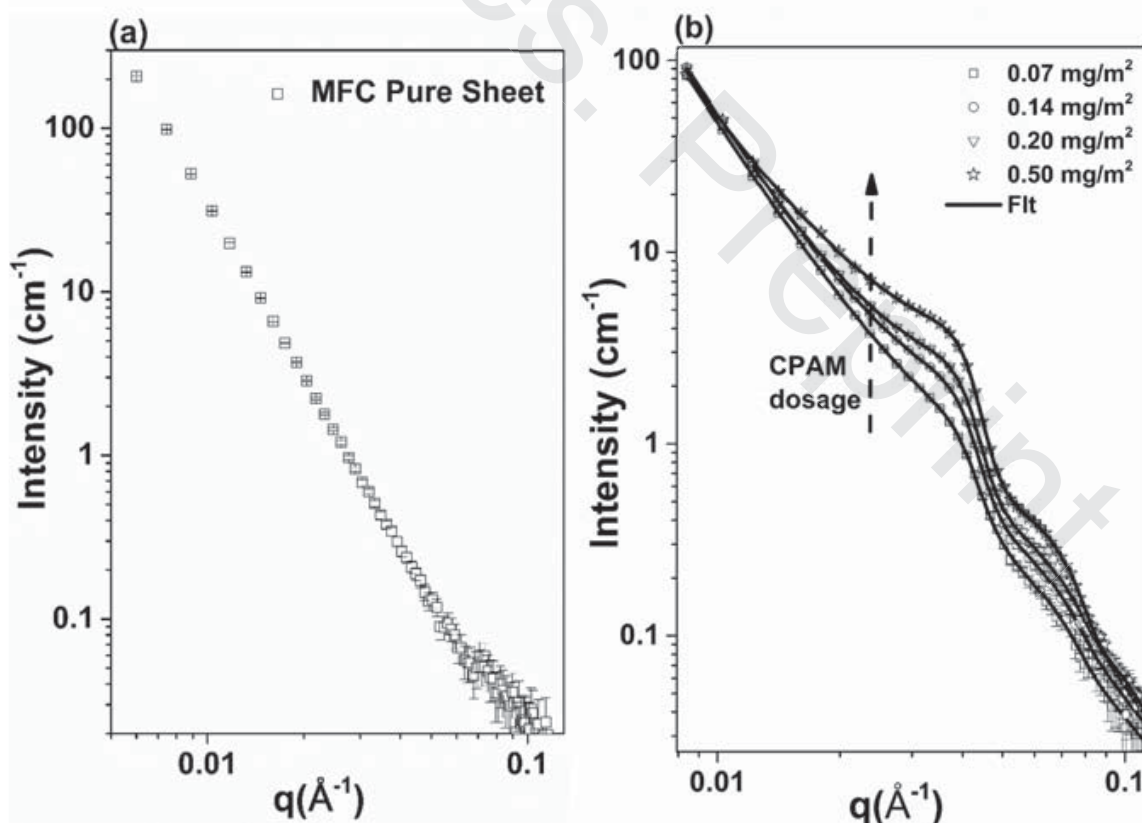 (a)
MFC Pure Sheet
100
10
1
0.1
Intensity (cm⁻¹)
0.01
0.1
q(Å⁻¹)
(b)
0.07 mg/m²
0.14 mg/m²
0.20 mg/m²
0.50 mg/m²
Fit
CPAM
dosage
100
10
1
0.1
Intensity (cm⁻¹)
0.01
0.1
q(Å⁻¹)
s. Preprint